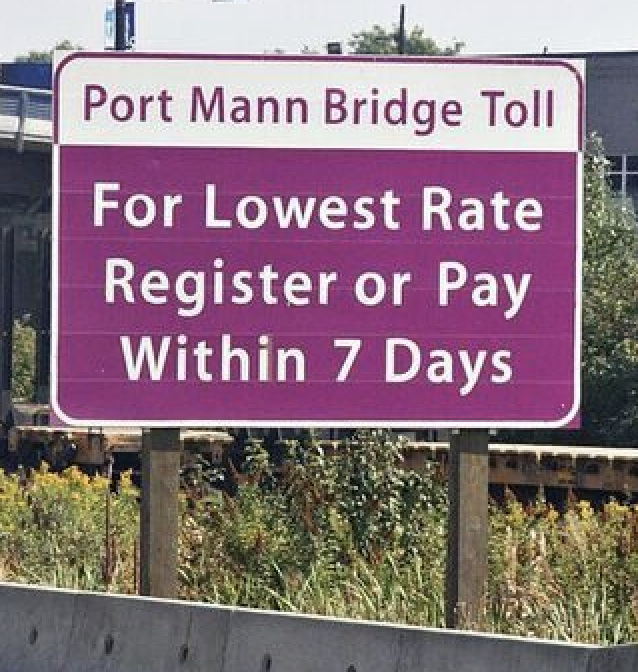 Port Mann Bridge Toll
For Lowest Rate
Register or Pay
Within 7 Days